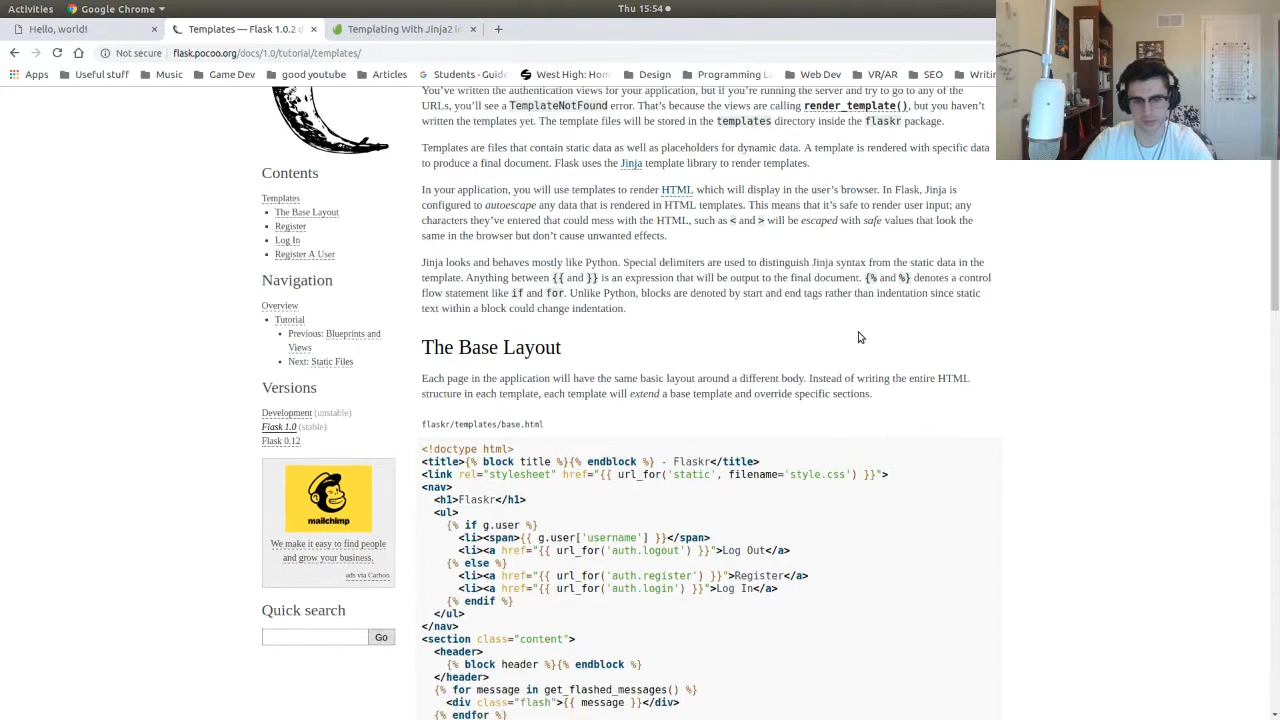 Activities
Google Chrome
Thu 15:54
Hello, world!
Templates — Flask 1.0.2 d
Templating With Jinja2 in
Not secure
flask.pocoo.org/docs/1.0/tutorial/templates/
Apps
Useful stuff
Music
Game Dev
good youtube
Articles
Students - Guide
West High: Hom
Design
Programming La
Web Dev
VR/AR
SEO
Writin
You've written the authentication views for your application, but if you're running the server and try to go to any of the
URLs, you'll see a TemplateNotFound error. That's because the views are calling render_template(), but you haven't
written the templates yet. The template files will be stored in the templates directory inside the flaskr package.
Templates are files that contain static data as well as placeholders for dynamic data. A template is rendered with specific data
to produce a final document. Flask uses the Jinja template library to render templates.
In your application, you will use templates to render HTML which will display in the user's browser. In Flask, Jinja is
configured to autoescape any data that is rendered in HTML templates. This means that it's safe to render user input; any
characters they've entered that could mess with the HTML, such as < and > will be escaped with safe values that look the
same in the browser but don't cause unwanted effects.
Jinja looks and behaves mostly like Python. Special delimiters are used to distinguish Jinja syntax from the static data in the
template. Anything between {{ and }} is an expression that will be output to the final document. {% and %} denotes a control
flow statement like if and for. Unlike Python, blocks are denoted by start and end tags rather than indentation since static
text within a block could change indentation.
The Base Layout
Each page in the application will have the same basic layout around a different body. Instead of writing the entire HTML
structure in each template, each template will extend a base template and override specific sections.
flaskr/templates/base.html
<!doctype html>
<title>{% block title %}{% endblock %} - Flaskr</title>
<link rel="stylesheet" href="{{ url_for('static', filename='style.css') }}">
<nav>
<h1>Flaskr</h1>
<ul>
{% if g.user %}
<li><span>{{ g.user['username'] }}</span>
<li><a href="{{ url_for('auth.logout') }}">Log Out</a>
{% else %}
<li><a href="{{ url_for('auth.register') }}">Register</a>
<li><a href="{{ url_for('auth.login') }}">Log In</a>
{% endif %}
</ul>
</nav>
<section class="content">
<header>
{% block header %}{% endblock %}
</header>
{% for message in get_flashed_messages() %}
<div class="flash">{{ message }}</div>
{% endfor %}
Contents
Templates
The Base Layout
Register
Log In
Register A User
Navigation
Overview
Tutorial
Previous: Blueprints and
Views
Next: Static Files
Versions
Development (unstable)
Flask 1.0 (stable)
Flask 0.12
mailchimp
We make it easy to find people
and grow your business.
ads via Carbon
Quick search
Go